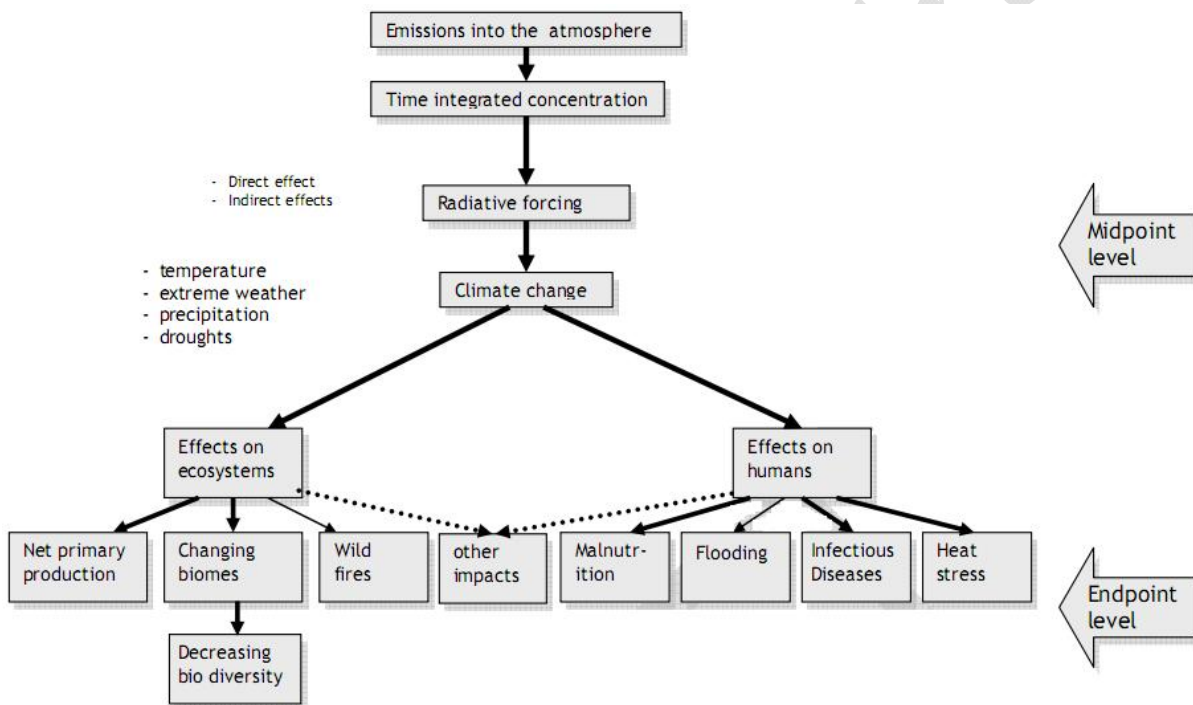 Emissions into the atmosphere
Time integrated concentration
- Direct effect
- Indirect effects
Radiative forcing
Midpoint
level
- temperature
- extreme weather
- precipitation
- droughts
Climate change
Effects on
ecosystems
Effects on
humans
Net primary
production
Changing
biomes
Wild
fires
other
impacts
Malnutr-
ition
Flooding
Infectious
Diseases
Heat
stress
Endpoint
level
Decreasing
bio diversity